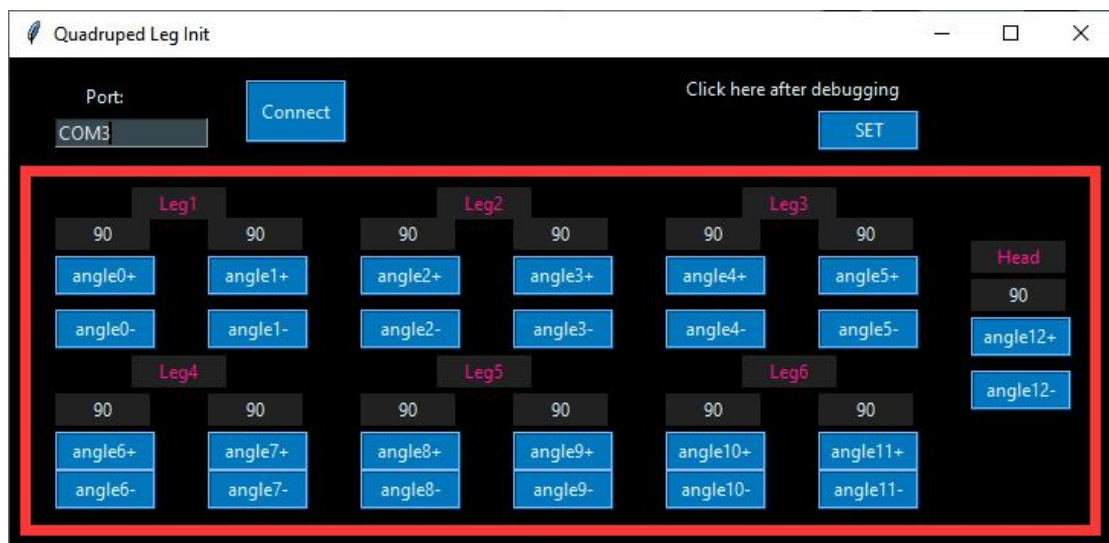 Quadruped Leg Init
Port:
Click here after debugging
COM3
Connect
SET
Leg1 Leg2 Leg3
90 90 90 90 90 90
angle0+ angle1+ angle2+ angle3+ angle4+ angle5+
angle0- angle1- angle2- angle3- angle4- angle5-
Head
90
angle12+
angle12-
Leg4 Leg5 Leg6
90 90 90 90 90 90
angle6+ angle7+ angle8+ angle9+ angle10+ angle11+
angle6- angle7- angle8- angle9- angle10- angle11-